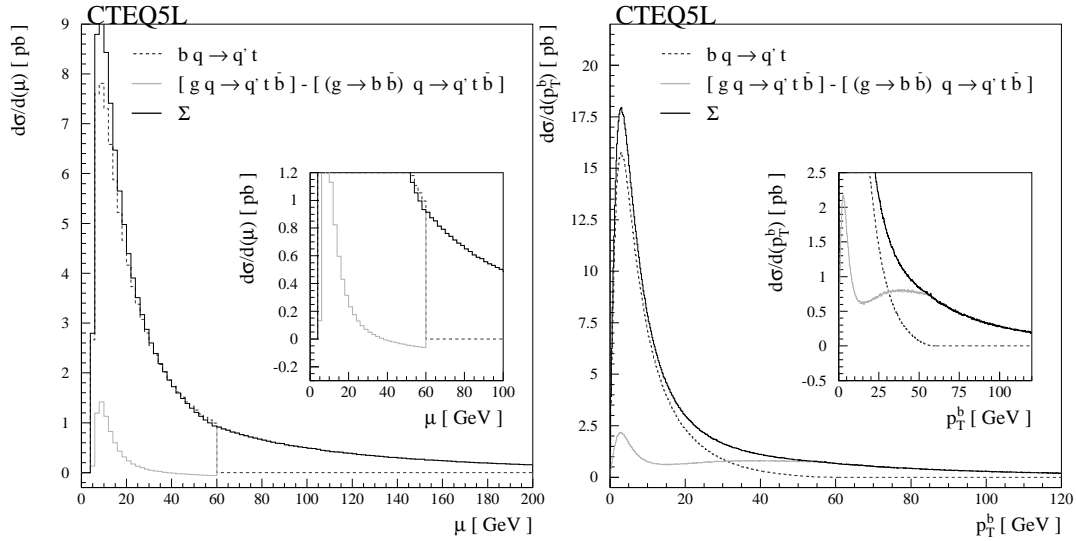 CTEQ5L
dσ/d(μ) [ pb ]
9
8
7
6
5
4
3
2
1
0
b q → q' t
[ g q → q' t b̄ ] - [ (g → b b̄) q → q' t b̄ ]
Σ
dσ/d(μ) [ pb ]
1.2
1
0.8
0.6
0.4
0.2
0
-0.2
0 20 40 60 80 100
μ [ GeV ]
0 20 40 60 80 100 120 140 160 180 200
μ [ GeV ]
CTEQ5L
dσ/d(p_T^b) [ pb ]
22.5
20
17.5
15
12.5
10
7.5
5
2.5
0
b q → q' t
[ g q → q' t b̄ ] - [ (g → b b̄) q → q' t b̄ ]
Σ
dσ/d(p_T^b) [ pb ]
2.5
2
1.5
1
0.5
0
-0.5
0 25 50 75 100
p_T^b [ GeV ]
0 20 40 60 80 100 120
p_T^b [ GeV ]